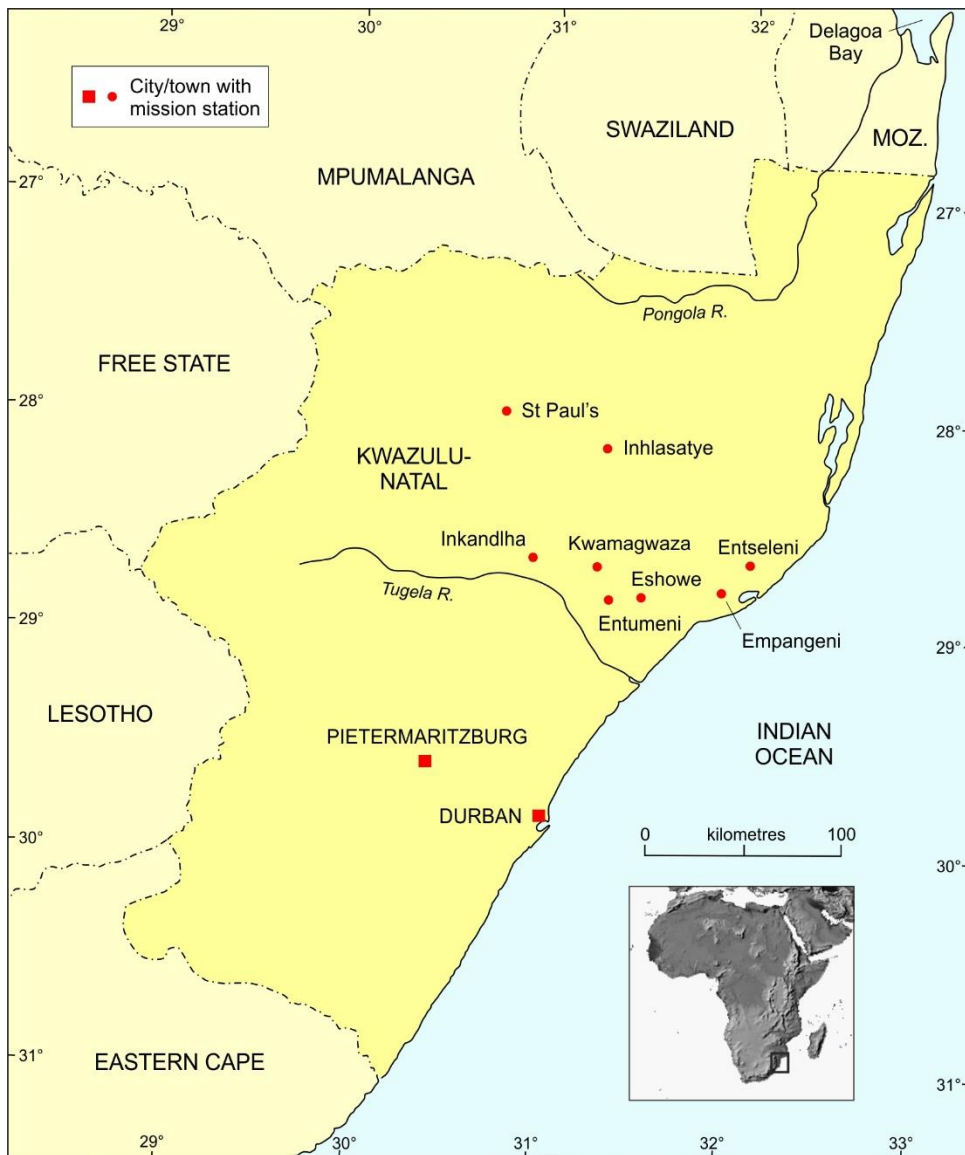 29°
30°
31°
32°
Delagoa
Bay
City/town with
mission station
SWAZILAND
MOZ.
MPUMALANGA
27°
27°
Pongola R.
FREE STATE
28°
28°
St Paul’s
Inhlasatye
KWAZULU-
NATAL
Inkandlha
Kwamagwaza
Entseleni
Eshowe
Tugela R.
Entumeni
Empangeni
29°
29°
LESOTHO
PIETERMARITZBURG
INDIAN
OCEAN
DURBAN
0 kilometres 100
30°
30°
EASTERN CAPE
31°
31°
29°
30°
31°
32°
33°